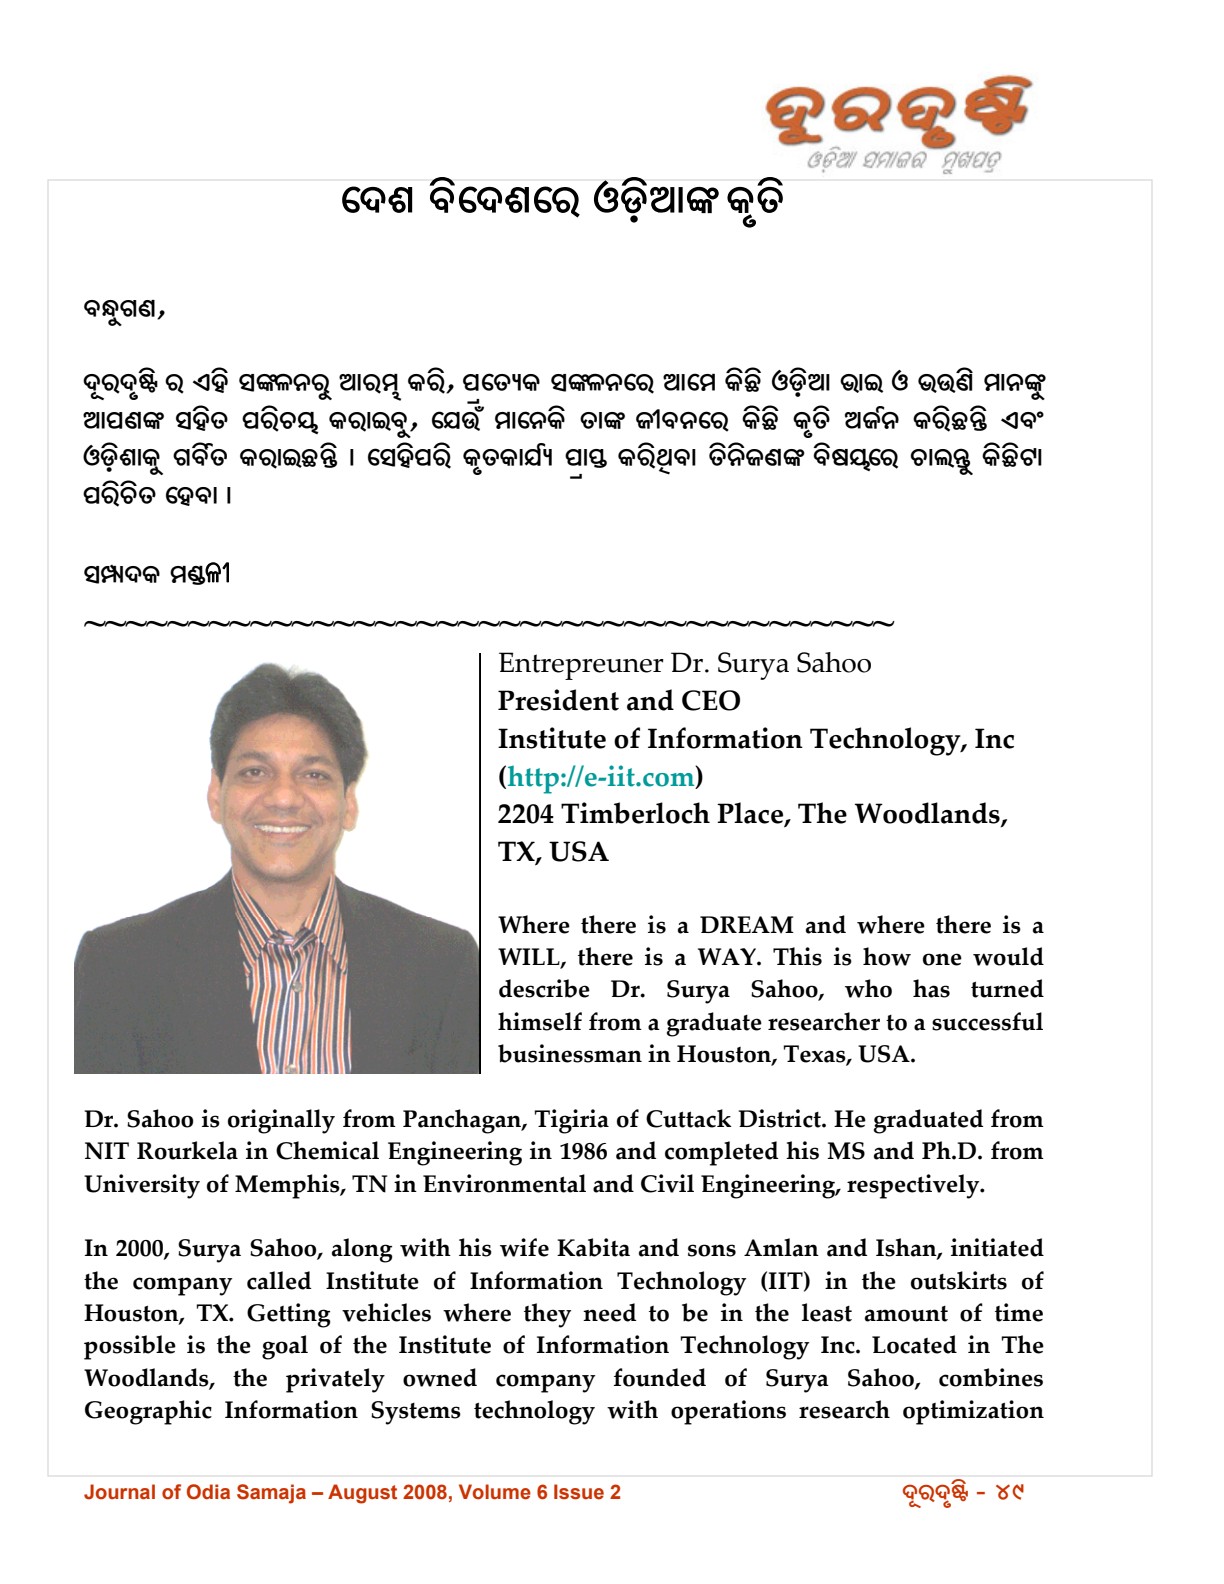 ଦୂରଦୃଷ୍ଟି
ଓଡ଼ିଆ ସମାଜର ମୁଖପତ୍ର
ଦେଶ ବିଦେଶରେ ଓଡ଼ିଆଙ୍କ କୃତି
ବନ୍ଧୁଗଣ,
ଦୂରଦୃଷ୍ଟି ର ଏହି ସଙ୍କଳନରୁ ଆରମ୍ଭ କରି, ପ୍ରତ୍ୟେକ ସଙ୍କଳନରେ ଆମେ କିଛି ଓଡ଼ିଆ ଭାଇ ଓ ଭଉଣି ମାନଙ୍କୁ
ଆପଣଙ୍କ ସହିତ ପରିଚୟ କରାଇବୁ, ଯେଉଁ ମାନେକି ତାଙ୍କ ଜୀବନରେ କିଛି କୃତି ଅର୍ଜନ କରିଛନ୍ତି ଏବଂ
ଓଡ଼ିଶାକୁ ଗର୍ବିତ କରାଇଛନ୍ତି । ସେହିପରି କୃତକାର୍ଯ୍ୟ ପ୍ରାପ୍ତ କରିଥିବା ତିନିଜଣଙ୍କ ବିଷୟରେ ଚାଲନ୍ତୁ କିଛିଟା
ପରିଚିତ ହେବା ।
ସମ୍ପାଦକ ମଣ୍ଡଳୀ
~~~~~~~~~~~~~~~~~~~~~~~~~~~~~~~~~~~~~~~
Entrepreuner Dr. Surya Sahoo
President and CEO
Institute of Information Technology, Inc
(http://e-iit.com)
2204 Timberloch Place, The Woodlands,
TX, USA
Where there is a DREAM and where there is a
WILL, there is a WAY. This is how one would
describe Dr. Surya Sahoo, who has turned
himself from a graduate researcher to a successful
businessman in Houston, Texas, USA.
Dr. Sahoo is originally from Panchagan, Tigiria of Cuttack District. He graduated from
NIT Rourkela in Chemical Engineering in 1986 and completed his MS and Ph.D. from
University of Memphis, TN in Environmental and Civil Engineering, respectively.
In 2000, Surya Sahoo, along with his wife Kabita and sons Amlan and Ishan, initiated
the company called Institute of Information Technology (IIT) in the outskirts of
Houston, TX. Getting vehicles where they need to be in the least amount of time
possible is the goal of the Institute of Information Technology Inc. Located in The
Woodlands, the privately owned company founded of Surya Sahoo, combines
Geographic Information Systems technology with operations research optimization
Journal of Odia Samaja – August 2008, Volume 6 Issue 2
ଦୂରଦୃଷ୍ଟି - ୪୯